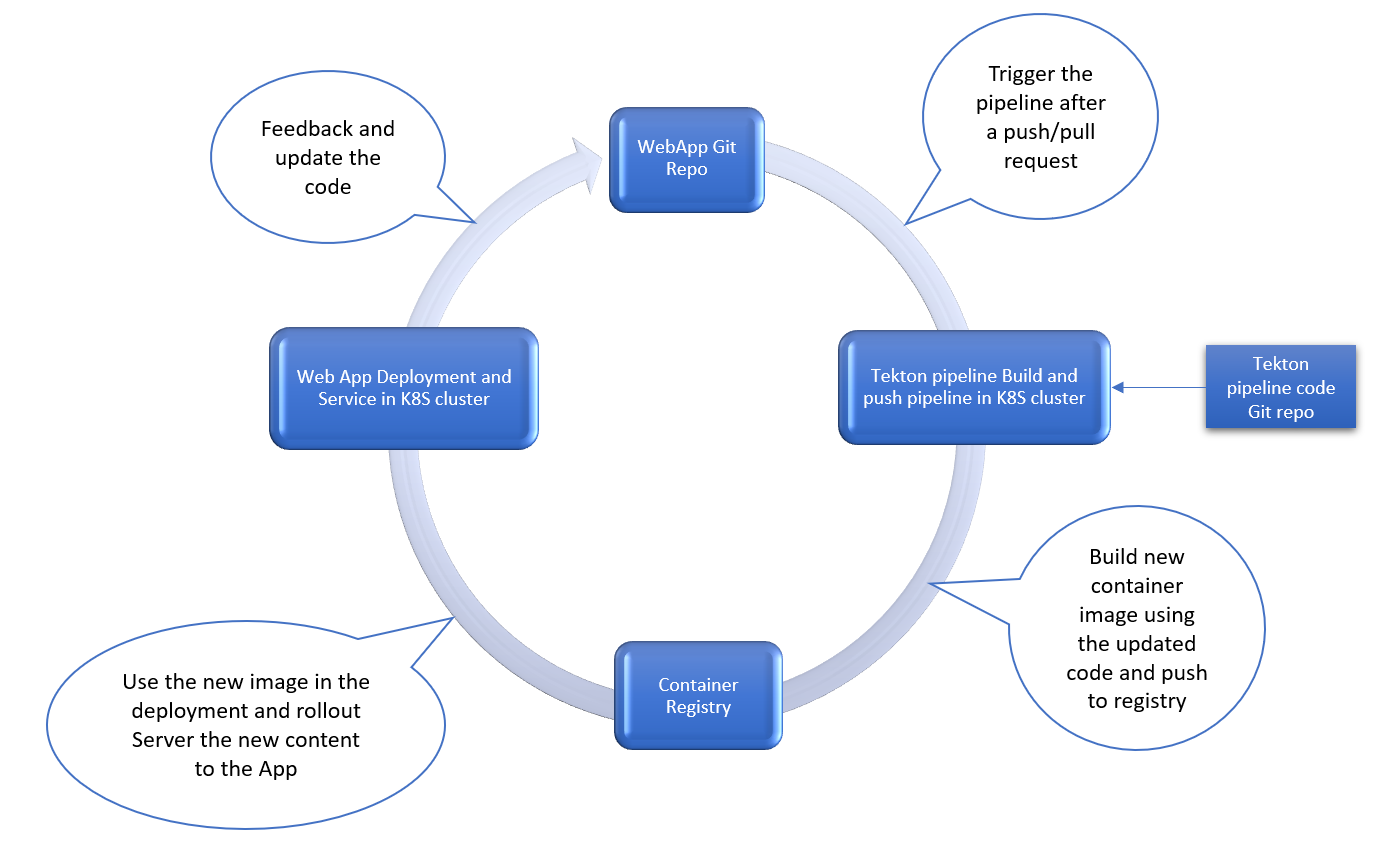 Trigger the
pipeline after
a push/pull
request
Feedback and
update the
code
WebApp Git
Repo
Web App Deployment and
Service in K8S cluster
Tekton pipeline Build and
push pipeline in K8S cluster
Tekton
pipeline code
Git repo
Build new
container
image using
the updated
code and push
to registry
Container
Registry
Use the new image in the
deployment and rollout
Server the new content
to the App